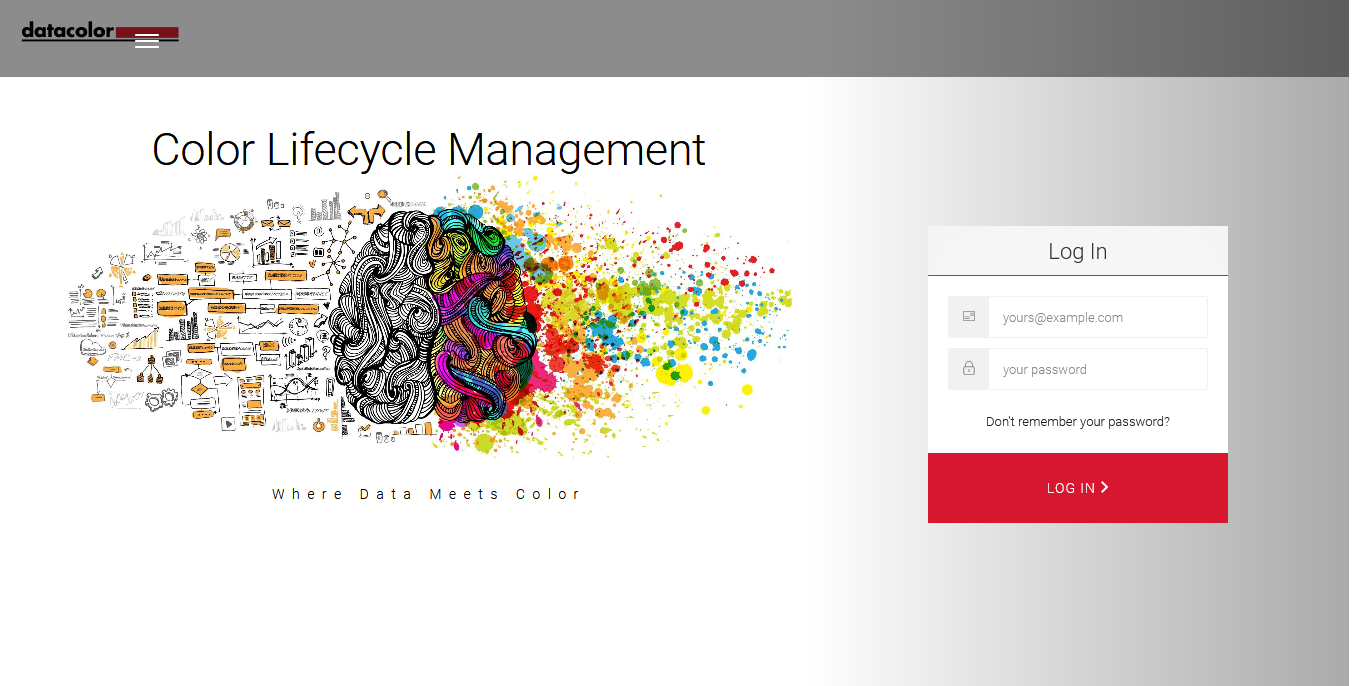 datacolor
Color Lifecycle Management
Log In
yours@example.com
your password
Don't remember your password?
LOG IN
Where Data Meets Color